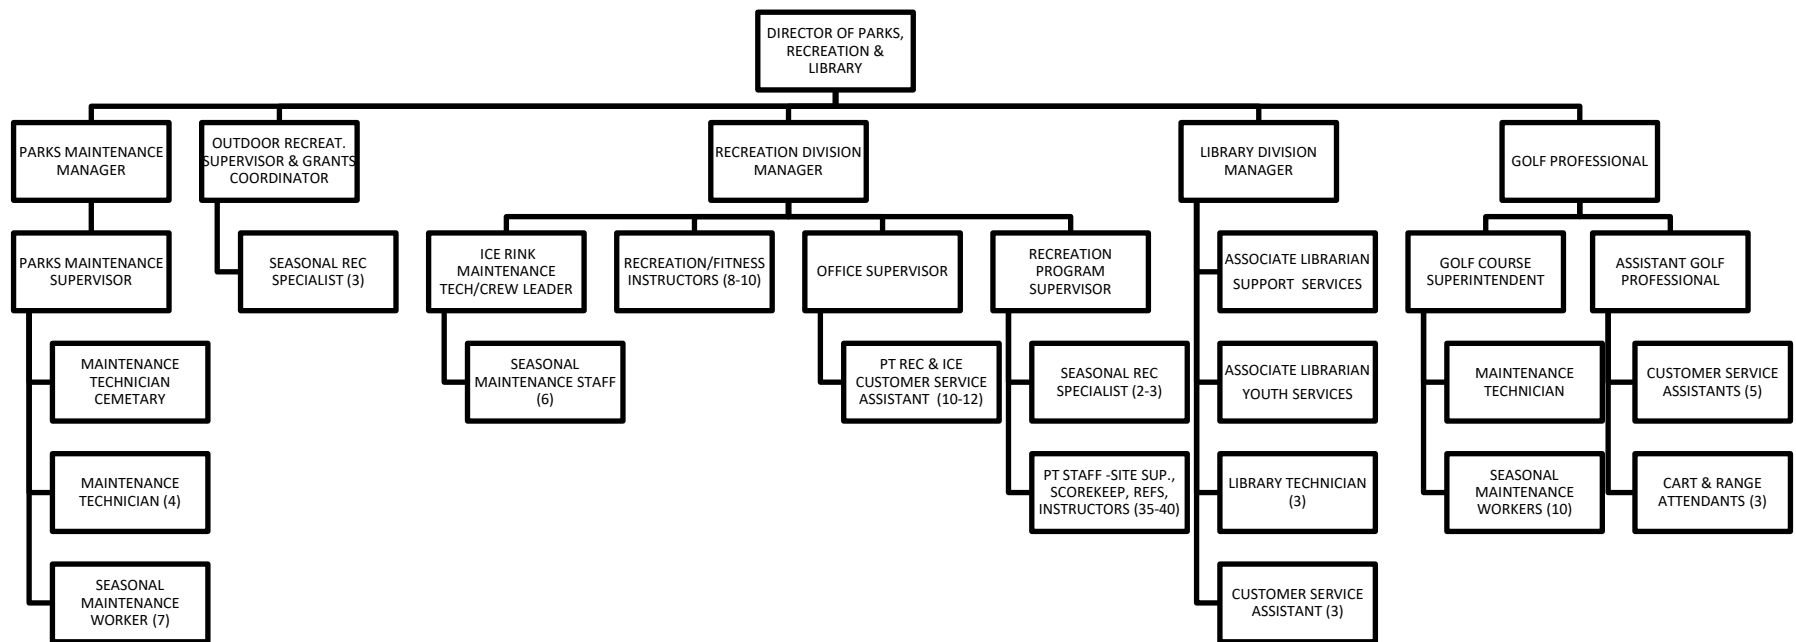 DIRECTOR OF PARKS,
RECREATION &
LIBRARY
PARKS MAINTENANCE
MANAGER
OUTDOOR RECREAT.
SUPERVISOR & GRANTS
COORDINATOR
RECREATION DIVISION
MANAGER
LIBRARY DIVISION
MANAGER
GOLF PROFESSIONAL
PARKS MAINTENANCE
SUPERVISOR
SEASONAL REC
SPECIALIST (3)
ICE RINK
MAINTENANCE
TECH/CREW LEADER
RECREATION/FITNESS
INSTRUCTORS (8-10)
OFFICE SUPERVISOR
RECREATION
PROGRAM
SUPERVISOR
ASSOCIATE LIBRARIAN
SUPPORT SERVICES
GOLF COURSE
SUPERINTENDENT
ASSISTANT GOLF
PROFESSIONAL
MAINTENANCE
TECHNICIAN
CEMETARY
SEASONAL
MAINTENANCE STAFF
(6)
PT REC & ICE
CUSTOMER SERVICE
ASSISTANT (10-12)
SEASONAL REC
SPECIALIST (2-3)
ASSOCIATE LIBRARIAN
YOUTH SERVICES
MAINTENANCE
TECHNICIAN
CUSTOMER SERVICE
ASSISTANTS (5)
MAINTENANCE
TECHNICIAN (4)
PT STAFF -SITE SUP.,
SCOREKEEP, REFS,
INSTRUCTORS (35-40)
LIBRARY TECHNICIAN
(3)
SEASONAL
MAINTENANCE
WORKERS (10)
CART & RANGE
ATTENDANTS (3)
SEASONAL
MAINTENANCE
WORKER (7)
CUSTOMER SERVICE
ASSISTANT (3)